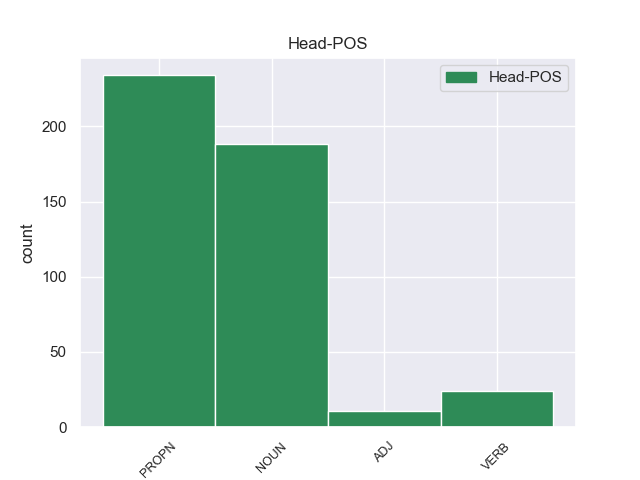 Head-POS
Head-POS
200
150
100
50
0
count
PROPN
NOUN
ADJ
VERB